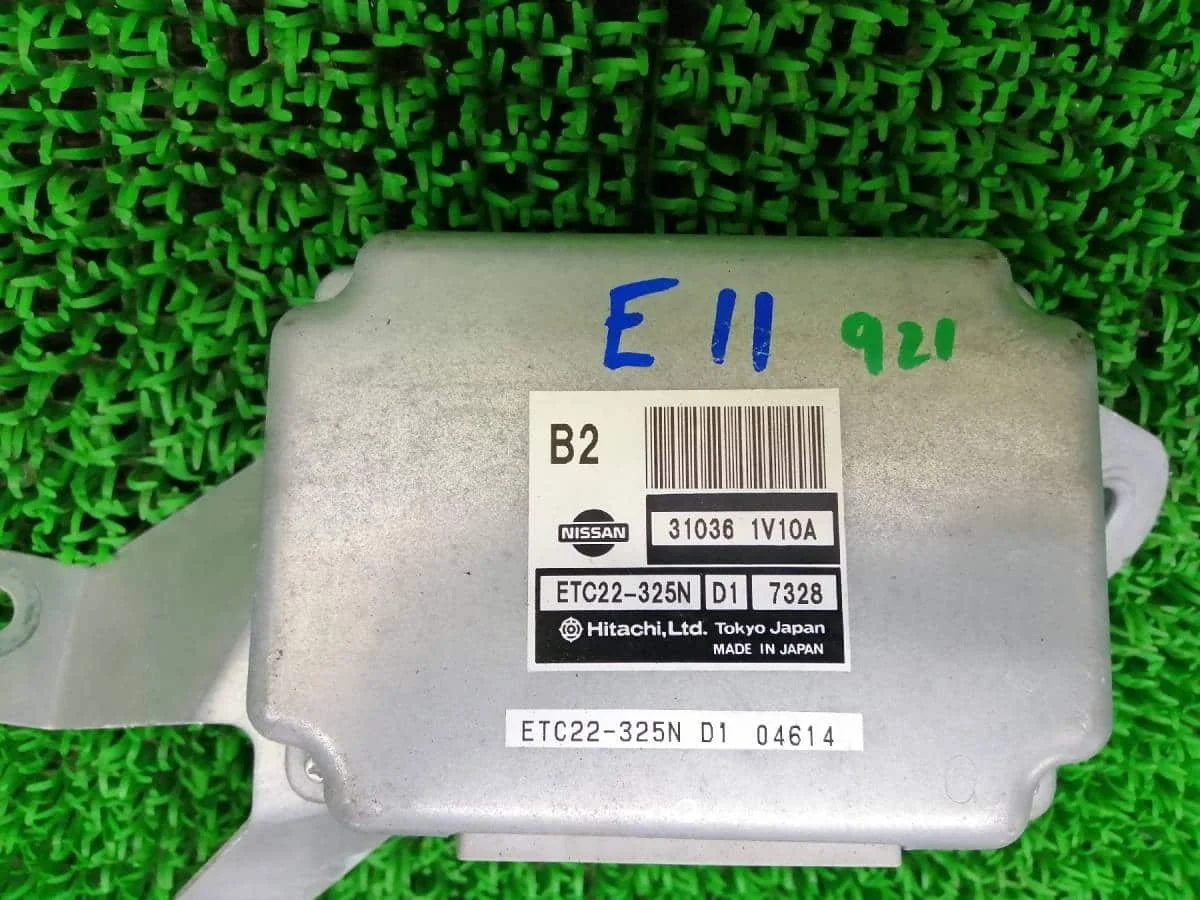 E 11 921
B2
NISSAN 31036 1V10A
ETC22-325N D1 7328
Hitachi,Ltd. Tokyo Japan
MADE IN JAPAN
ETC22-325N D1 04614